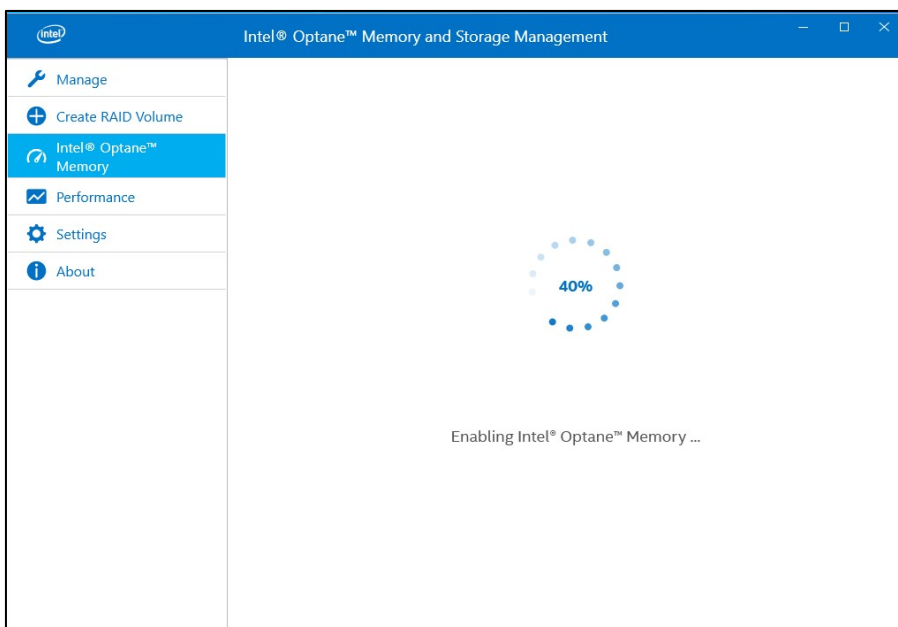 intel
Intel® Optane™ Memory and Storage Management
Manage
Create RAID Volume
Intel® Optane™
Memory
Performance
Settings
About
40%
Enabling Intel® Optane™ Memory ...